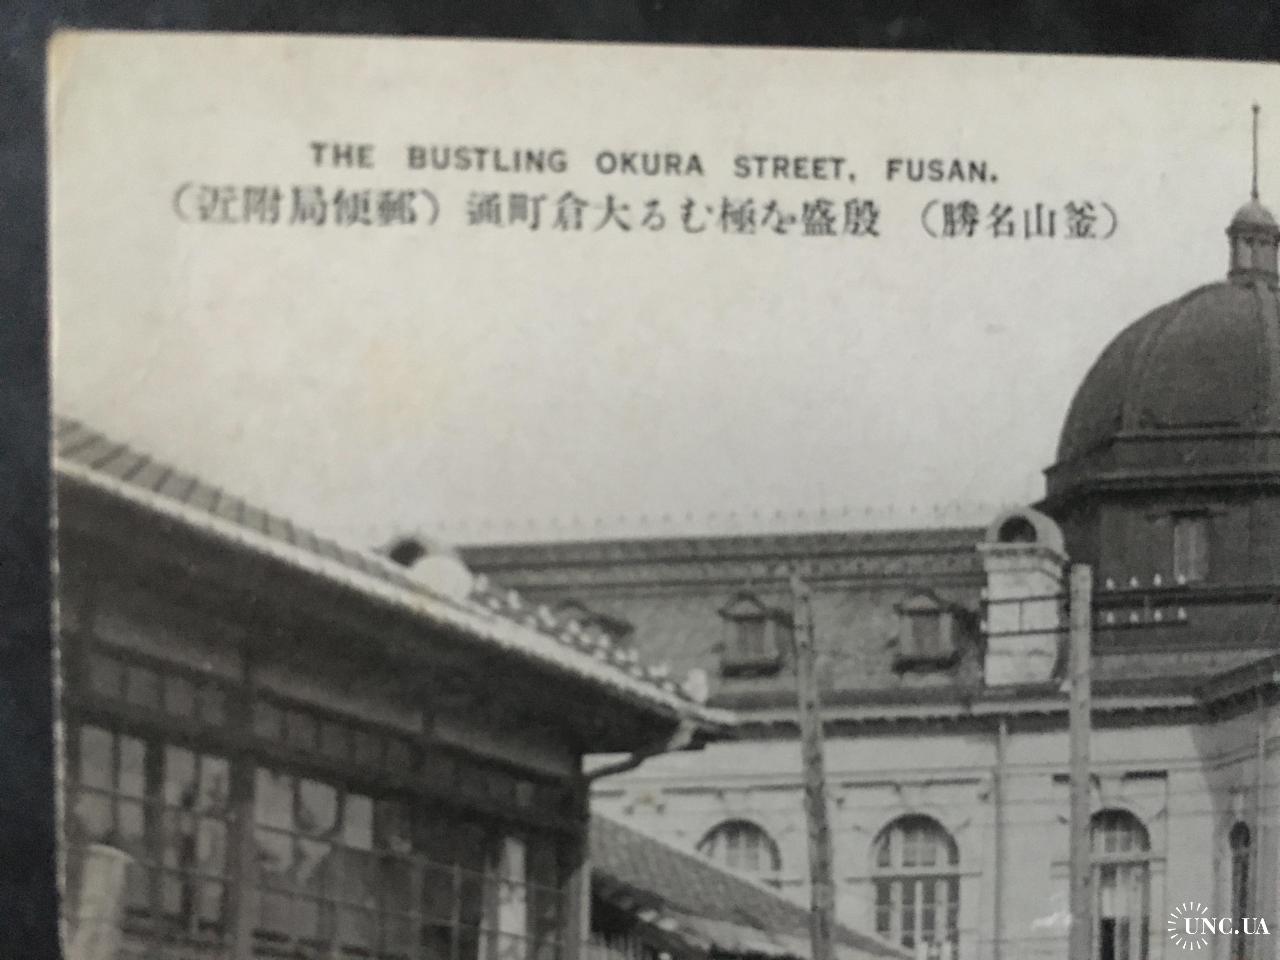 THE BUSTLING OKURA STREET, FUSAN.
（釜山名勝） 殷盛を極むる大倉町通（郵便局附近）
UNC.UA